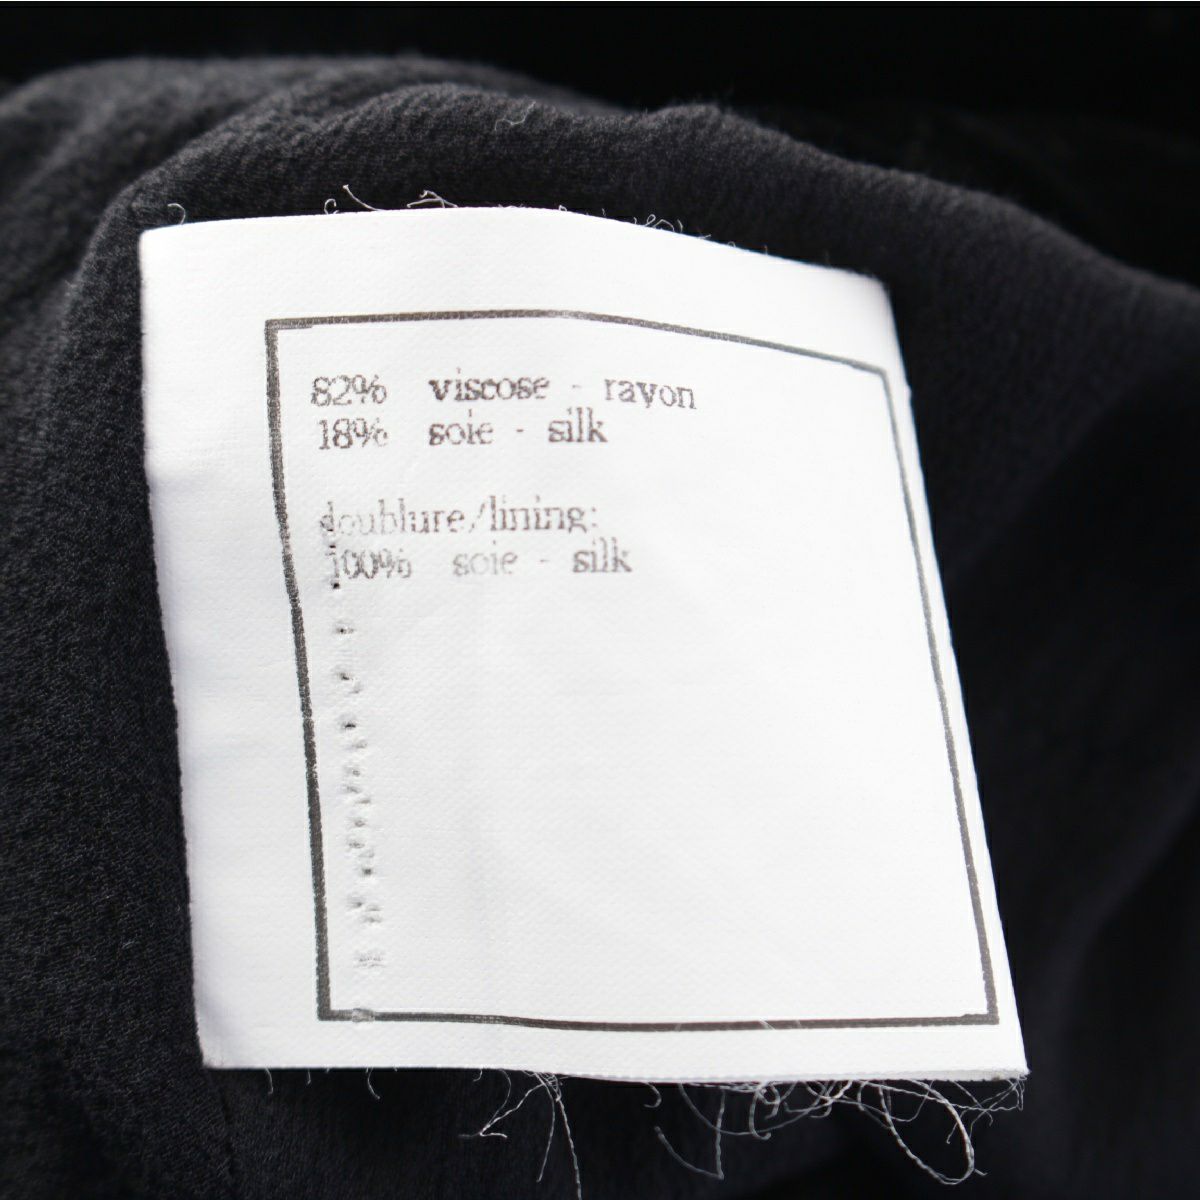 82% viscose - rayon
18% soie - silk
doublure/lining:
100% soie - silk